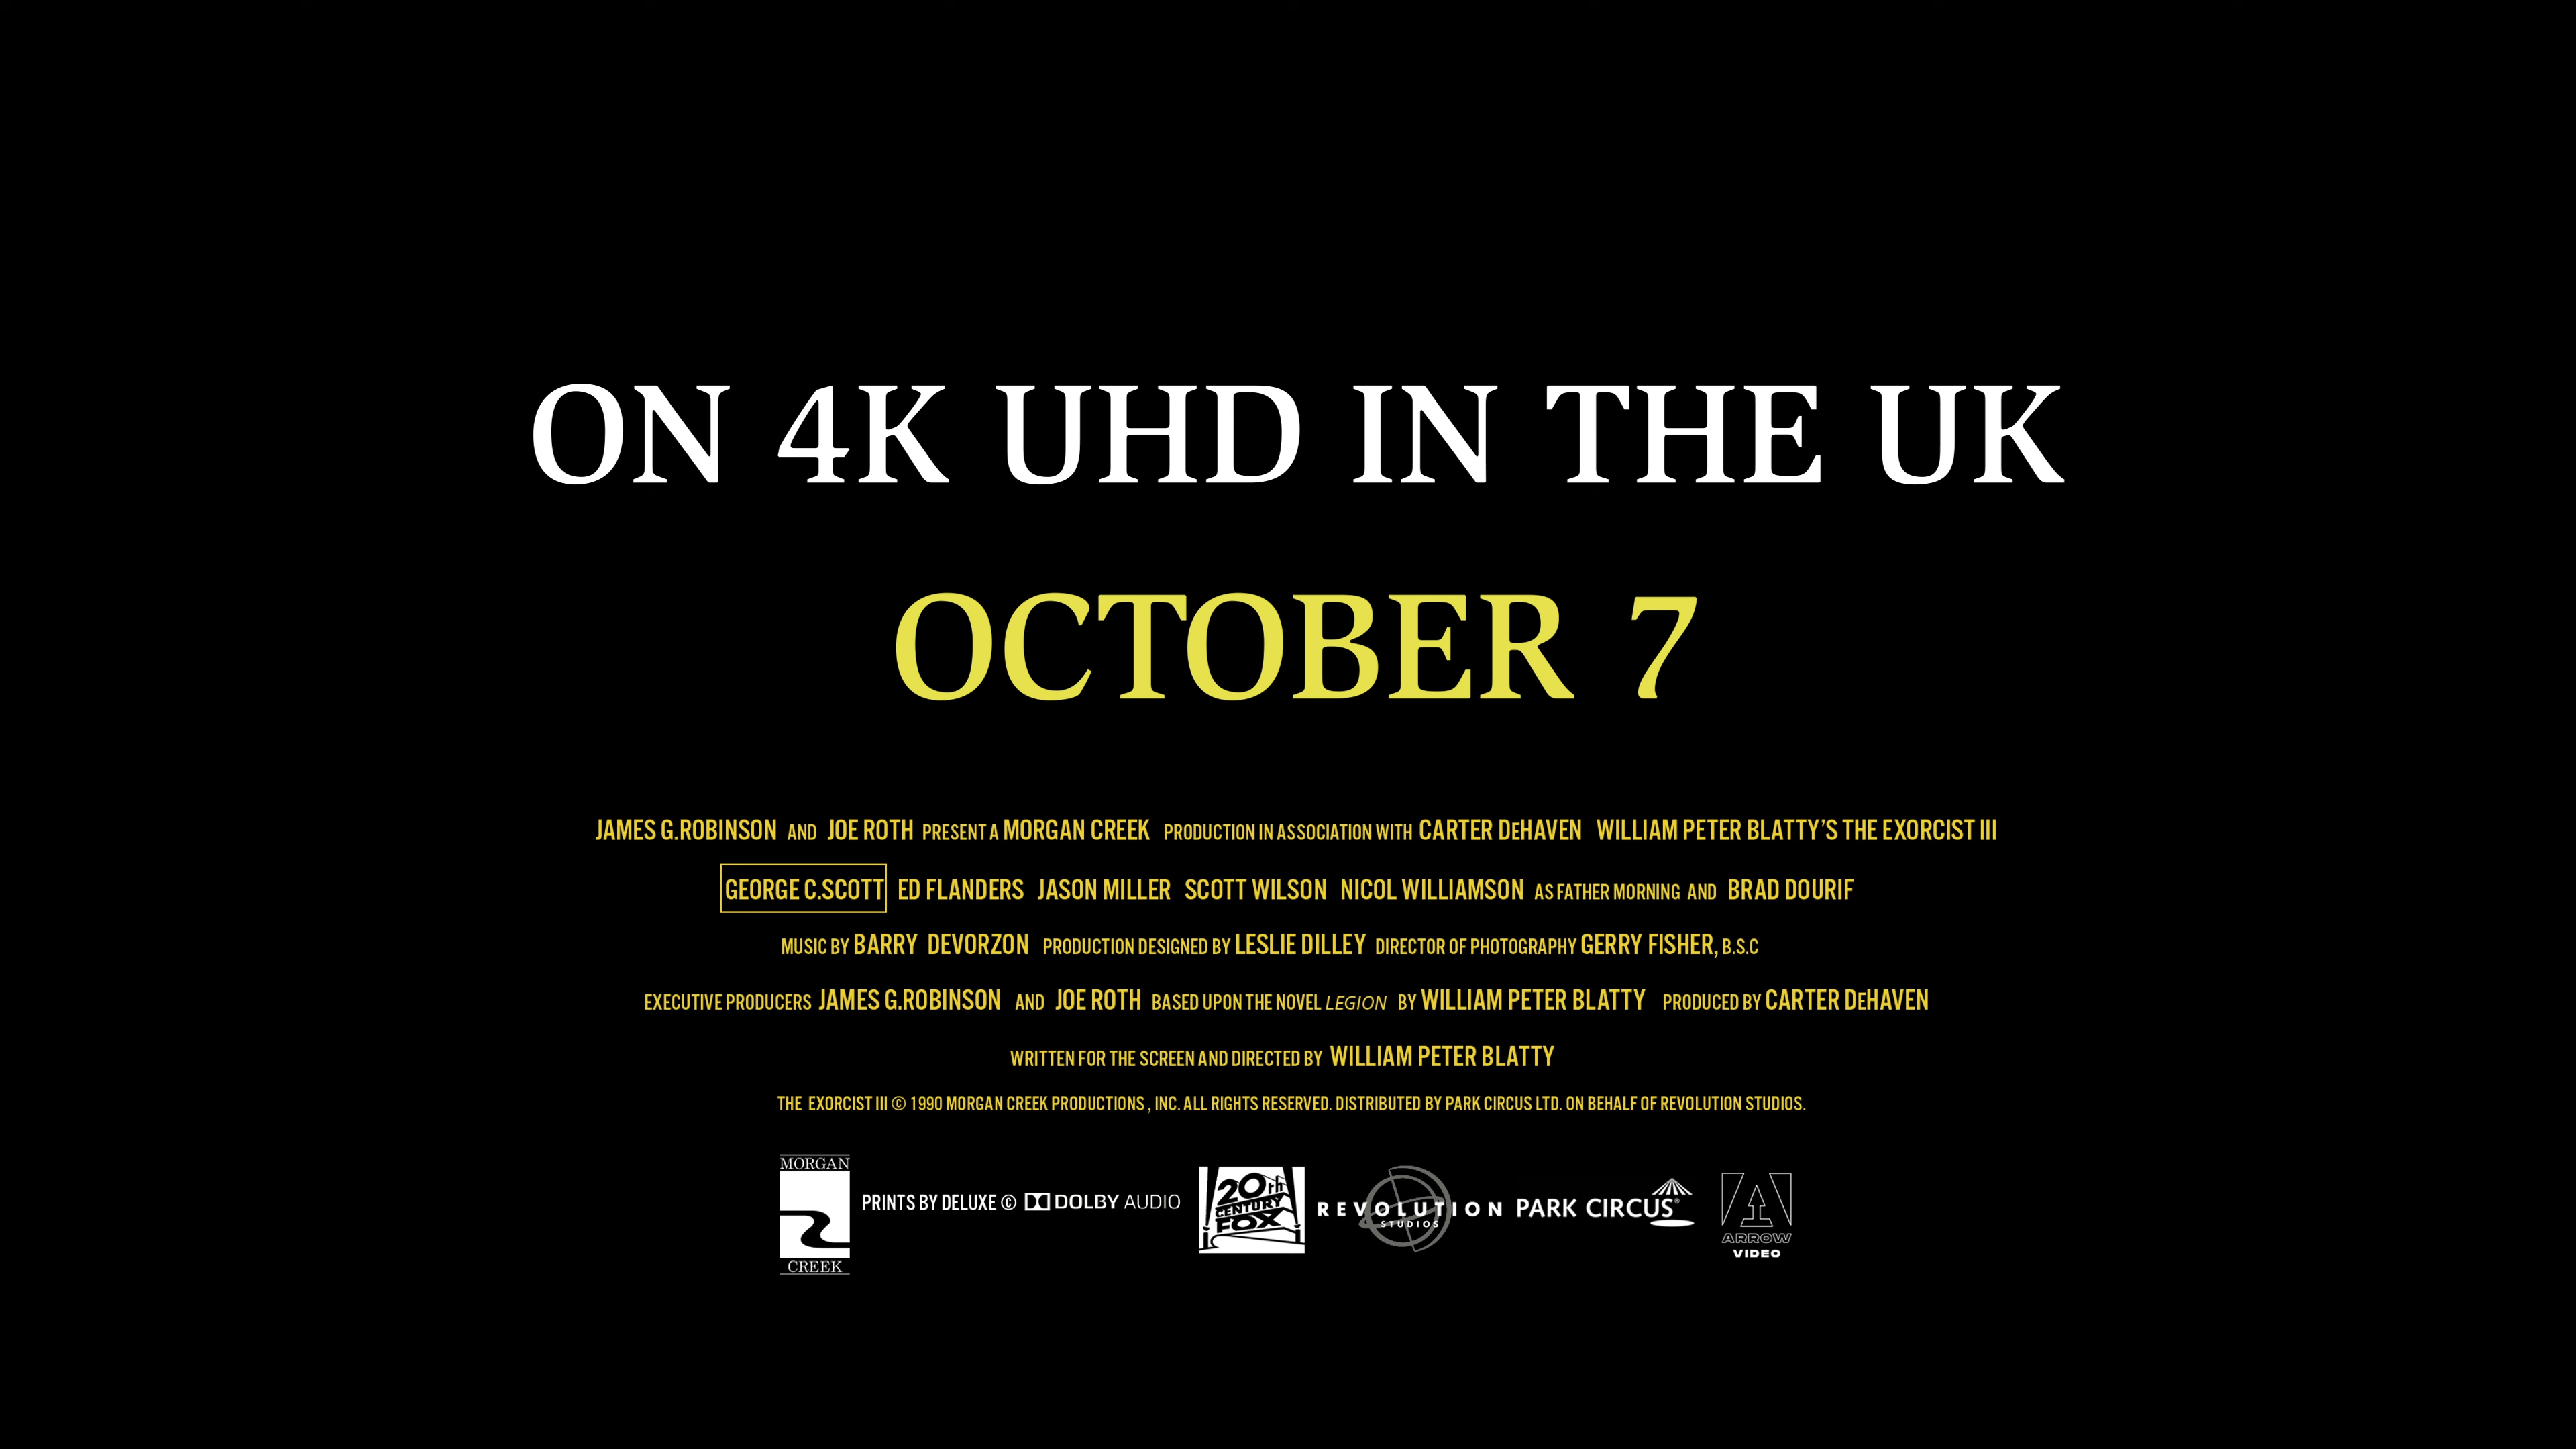 ON 4K UHD IN THE UK
OCTOBER 7
JAMES G.ROBINSON AND JOE ROTH PRESENT A MORGAN CREEK PRODUCTION IN ASSOCIATION WITH CARTER DeHAVEN WILLIAM PETER BLATTY'S THE EXORCIST III
GEORGE C.SCOTT ED FLANDERS JASON MILLER SCOTT WILSON NICOL WILLIAMSON AS FATHER MORNING AND BRAD DOURIF
MUSIC BY BARRY DEVORZON PRODUCTION DESIGNED BY LESLIE DILLEY DIRECTOR OF PHOTOGRAPHY GERRY FISHER, B.S.C
EXECUTIVE PRODUCERS JAMES G.ROBINSON AND JOE ROTH BASED UPON THE NOVEL LEGION BY WILLIAM PETER BLATTY PRODUCED BY CARTER DeHAVEN
WRITTEN FOR THE SCREEN AND DIRECTED BY WILLIAM PETER BLATTY
THE EXORCIST III © 1990 MORGAN CREEK PRODUCTIONS , INC. ALL RIGHTS RESERVED. DISTRIBUTED BY PARK CIRCUS LTD. ON BEHALF OF REVOLUTION STUDIOS.
MORGAN
CREEK
PRINTS BY DELUXE © DOLBY AUDIO
20th
CENTURY
FOX
REVOLUTION
STUDIOS
PARK CIRCUS®
ARROW
VIDEO